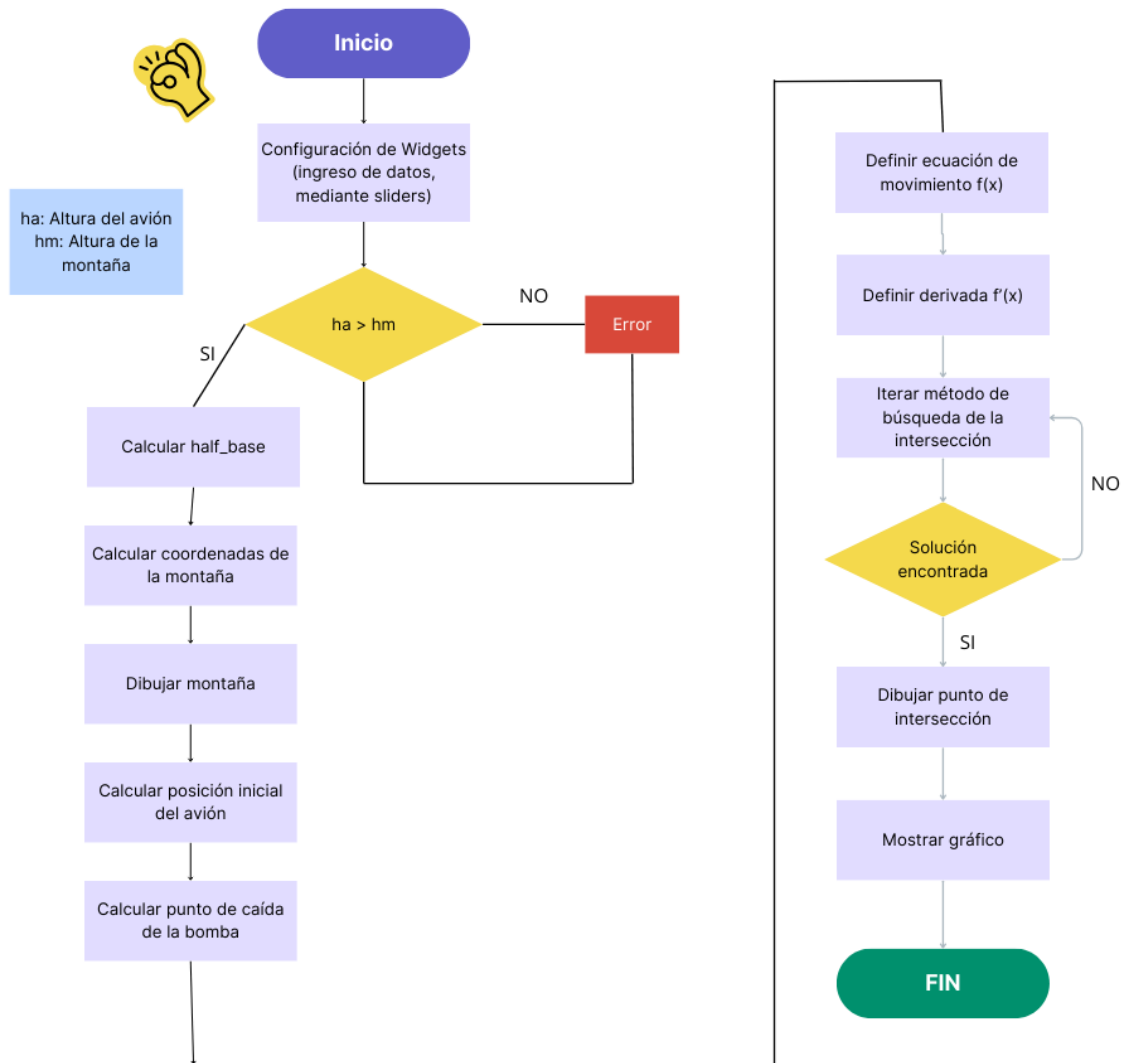 Inicio
Configuración de Widgets
(ingreso de datos,
mediante sliders)
ha: Altura del avión
hm: Altura de la
montaña
ha > hm
NO
Error
SI
Calcular half_base
Calcular coordenadas de
la montaña
Dibujar montaña
Calcular posición inicial
del avión
Calcular punto de caída
de la bomba
Definir ecuación de
movimiento f(x)
Definir derivada f'(x)
Iterar método de
búsqueda de la
intersección
NO
Solución
encontrada
SI
Dibujar punto de
intersección
Mostrar gráfico
FIN